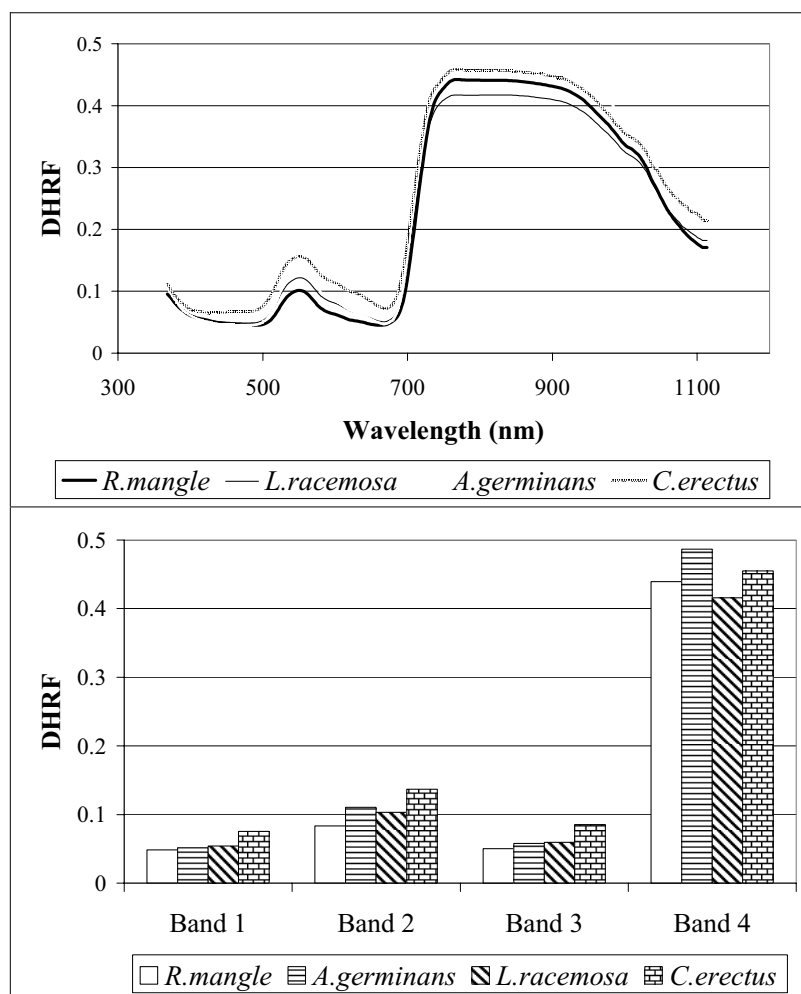 0.5
0.4
0.3
0.2
0.1
0
DHRF
300 500 700 900 1100
Wavelength (nm)
R.mangle L.racemosa A.germinans C.erectus
0.5
0.4
0.3
0.2
0.1
0
DHRF
Band 1 Band 2 Band 3 Band 4
R.mangle A.germinans L.racemosa C.erectus